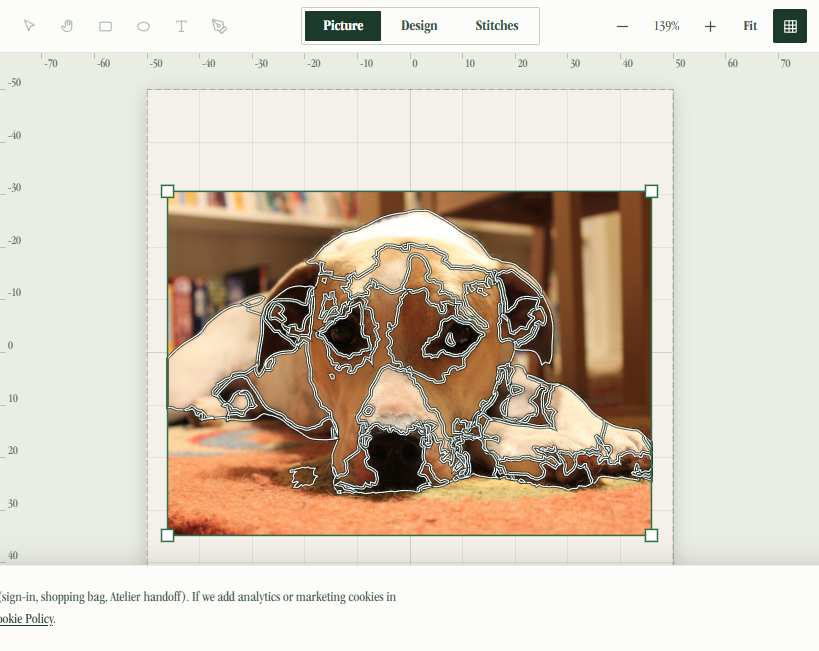 Picture Design Stitches 139% Fit
-70 -60 -50 -40 -30 -20 -10 0 10 20 30 40 50 60 70
-50
-40
-30
-20
-10
0
10
20
30
40
(sign-in, shopping bag, Atelier handoff). If we add analytics or marketing cookies in
ookie Policy.